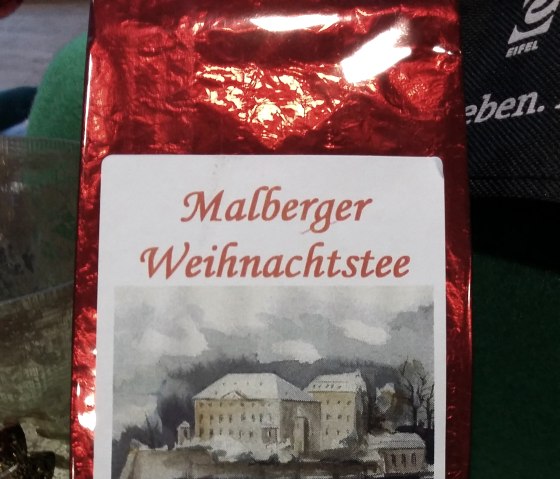 EIFEL
eben.
Malberger
Weihnachtstee